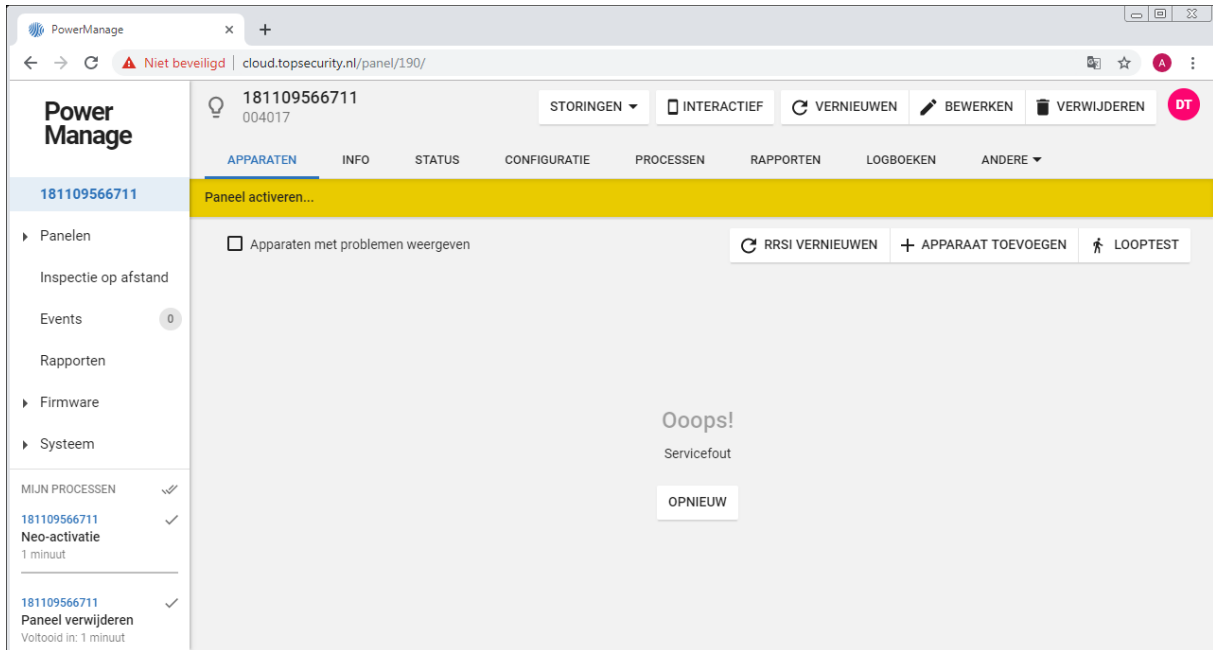 PowerManage
Niet beveiligd | cloud.topsecurity.nl/panel/190/
A
Power
Manage
181109566711
004017
STORINGEN
INTERACTIEF
VERNIEUWEN
BEWERKEN
VERWIJDEREN
DT
APPARATEN
INFO
STATUS
CONFIGURATIE
PROCESSEN
RAPPORTEN
LOGBOEKEN
ANDERE
181109566711
Paneel activeren...
Panelen
Inspectie op afstand
Events 0
Rapporten
Firmware
Systeem
Apparaten met problemen weergeven
RRSI VERNIEUWEN
APPARAAT TOEVOEGEN
LOOPTEST
Ooops!
Servicefout
OPNIEUW
MIJN PROCESSEN
181109566711
Neo-activatie
1 minuut
181109566711
Paneel verwijderen
Voltooid in: 1 minuut